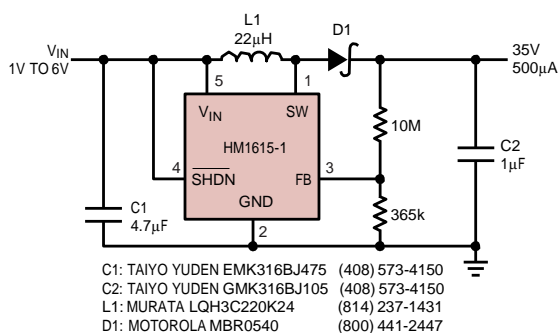 L1
22µH
D1
VIN
1V TO 6V
35V
500µA
5
1
VIN
SW
HM1615-1
10M
C2
1µF
4
SHDN
FB
3
GND
2
C1
4.7µF
365k
C1: TAIYO YUDEN EMK316BJ475 (408) 573-4150
C2: TAIYO YUDEN GMK316BJ105 (408) 573-4150
L1: MURATA LQH3C220K24 (814) 237-1431
D1: MOTOROLA MBR0540 (800) 441-2447